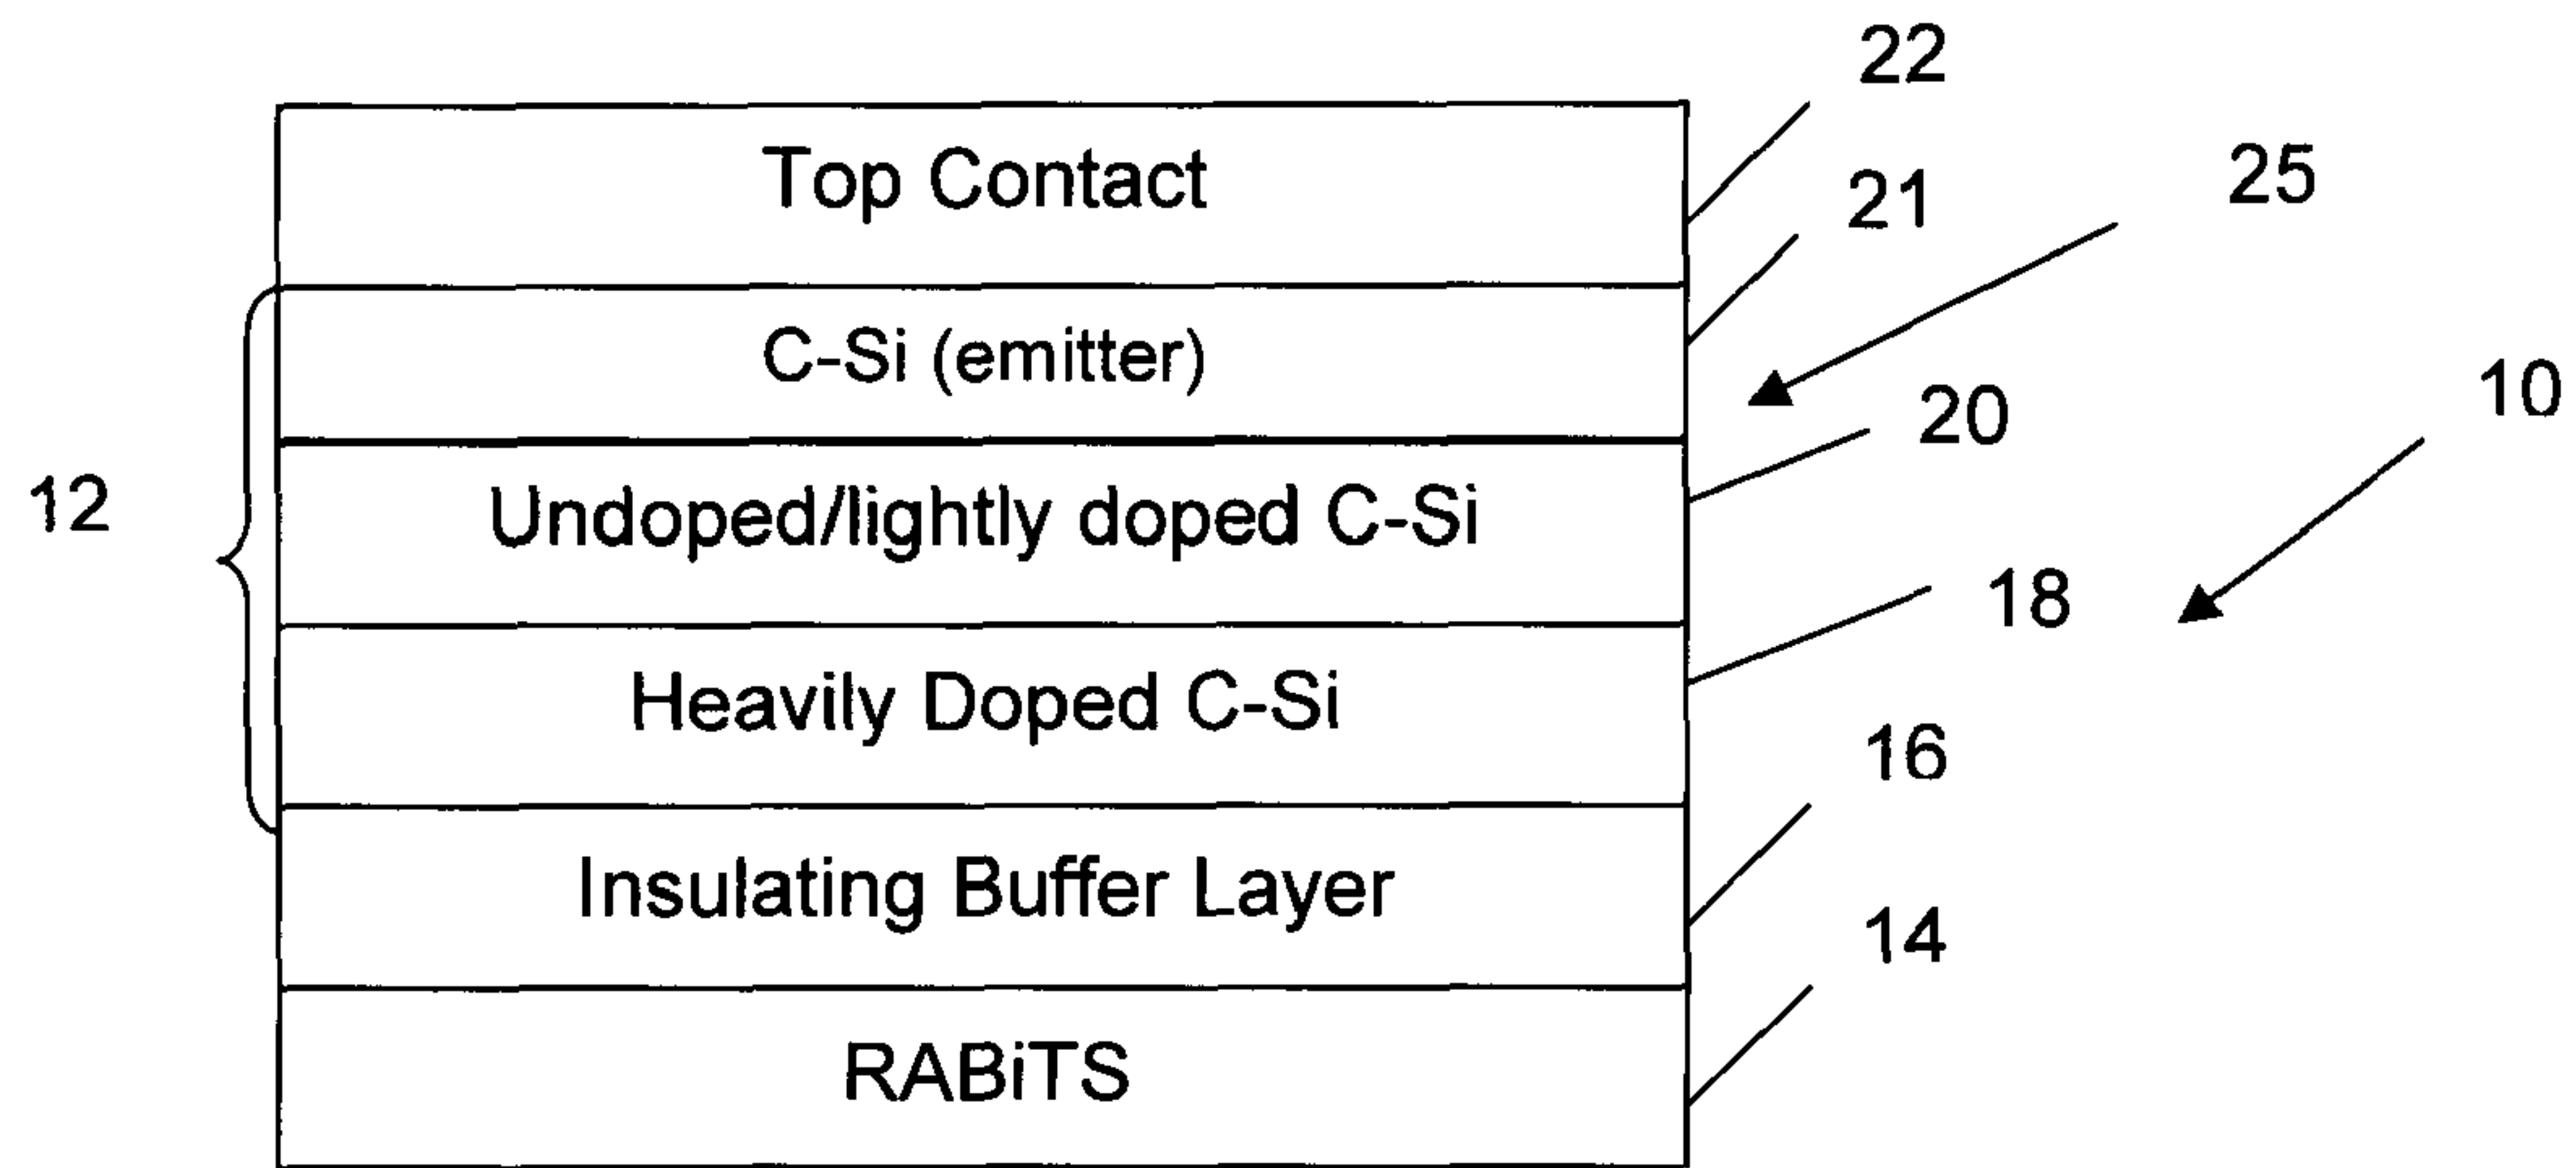 22
Top Contact
21
25
C-Si (emitter)
20
10
12
Undoped/lightly doped C-Si
18
Heavily Doped C-Si
16
Insulating Buffer Layer
14
RABiTS